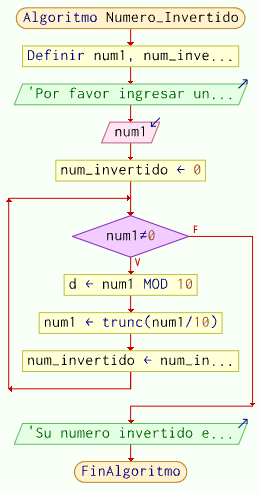 Algoritmo Numero_Invertido
Definir num1, num_inve...
'Por favor ingresar un...
num1
num_invertido ← 0
num1≠0
F
V
d ← num1 MOD 10
num1 ← trunc(num1/10)
num_invertido ← num_in...
'Su numero invertido e...
FinAlgoritmo